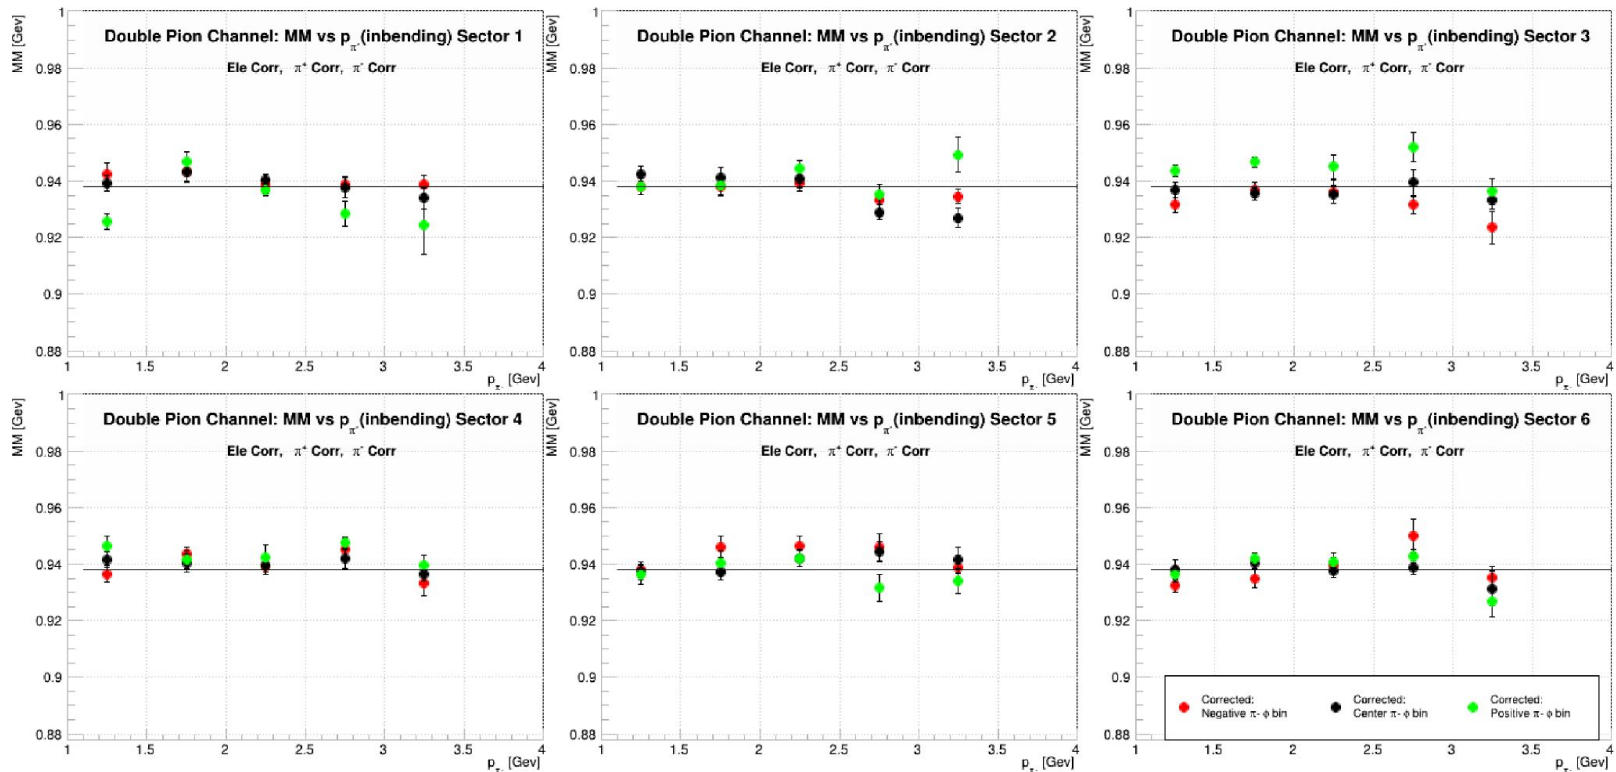 Double Pion Channel: MM vs p_π-(inbending) Sector 1
Ele Corr, π+ Corr, π- Corr
MM [Gev]
1
0.98
0.96
0.94
0.92
0.9
0.88
1 1.5 2 2.5 3 3.5 4
p_π- [Gev]
Double Pion Channel: MM vs p_π-(inbending) Sector 2
Ele Corr, π+ Corr, π- Corr
MM [Gev]
1
0.98
0.96
0.94
0.92
0.9
0.88
1 1.5 2 2.5 3 3.5 4
p_π- [Gev]
Double Pion Channel: MM vs p_π-(inbending) Sector 3
Ele Corr, π+ Corr, π- Corr
MM [Gev]
1
0.98
0.96
0.94
0.92
0.9
0.88
1 1.5 2 2.5 3 3.5 4
p_π- [Gev]
Double Pion Channel: MM vs p_π-(inbending) Sector 4
Ele Corr, π+ Corr, π- Corr
MM [Gev]
1
0.98
0.96
0.94
0.92
0.9
0.88
1 1.5 2 2.5 3 3.5 4
p_π- [Gev]
Double Pion Channel: MM vs p_π-(inbending) Sector 5
Ele Corr, π+ Corr, π- Corr
MM [Gev]
1
0.98
0.96
0.94
0.92
0.9
0.88
1 1.5 2 2.5 3 3.5 4
p_π- [Gev]
Double Pion Channel: MM vs p_π-(inbending) Sector 6
Ele Corr, π+ Corr, π- Corr
MM [Gev]
1
0.98
0.96
0.94
0.92
0.9
0.88
1 1.5 2 2.5 3 3.5 4
p_π- [Gev]
Corrected:
Negative π- ϕ bin
Corrected:
Center π- ϕ bin
Corrected:
Positive π- ϕ bin